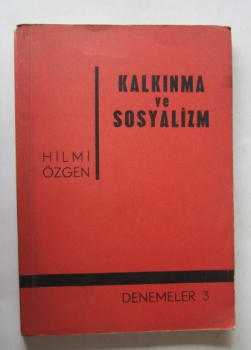 KALKINMA
ve
SOSYALİZM
HİLMİ
ÖZGEN
DENEMELER 3